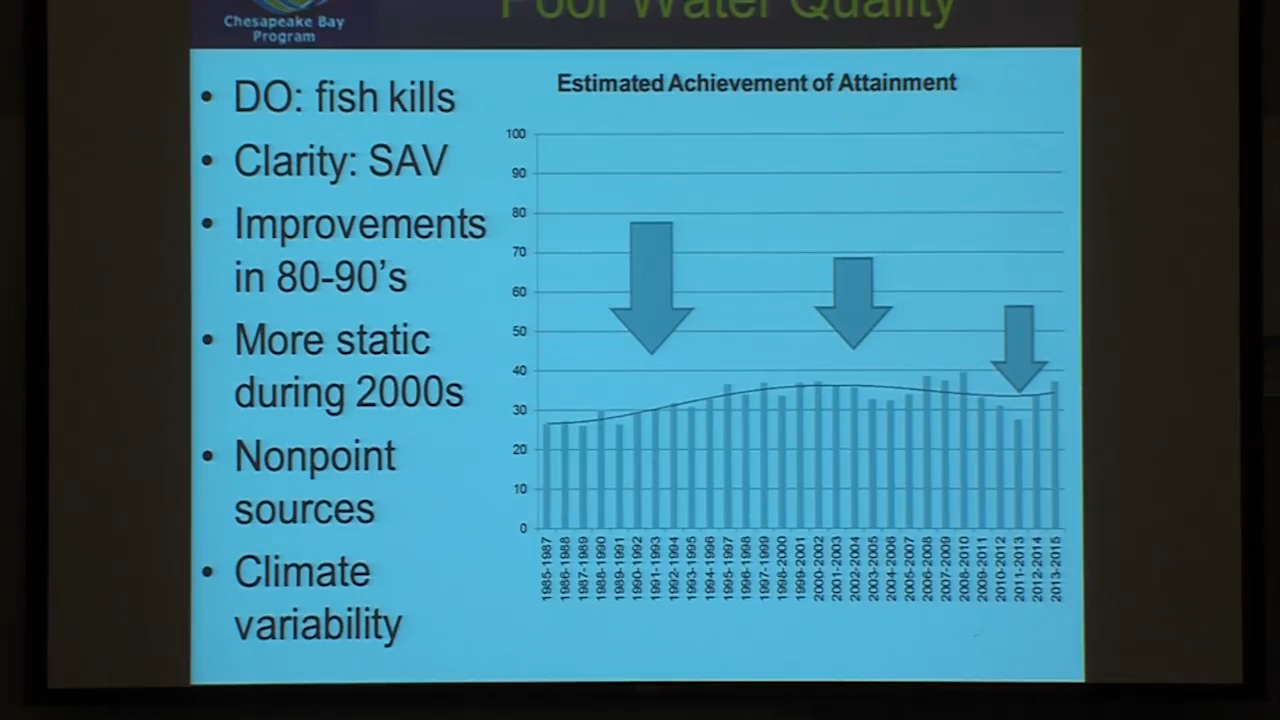 Chesapeake Bay
Program
Poor Water Quality
• DO: fish kills
• Clarity: SAV
• Improvements
in 80-90’s
• More static
during 2000s
• Nonpoint
sources
• Climate
variability
Estimated Achievement of Attainment
100
90
80
70
60
50
40
30
20
10
0
1985-1987
1986-1988
1987-1989
1988-1990
1989-1991
1990-1992
1991-1993
1992-1994
1993-1995
1994-1996
1995-1997
1996-1998
1997-1999
1998-2000
1999-2001
2000-2002
2001-2003
2002-2004
2003-2005
2004-2006
2005-2007
2006-2008
2007-2009
2008-2010
2009-2011
2010-2012
2011-2013
2012-2014
2013-2015